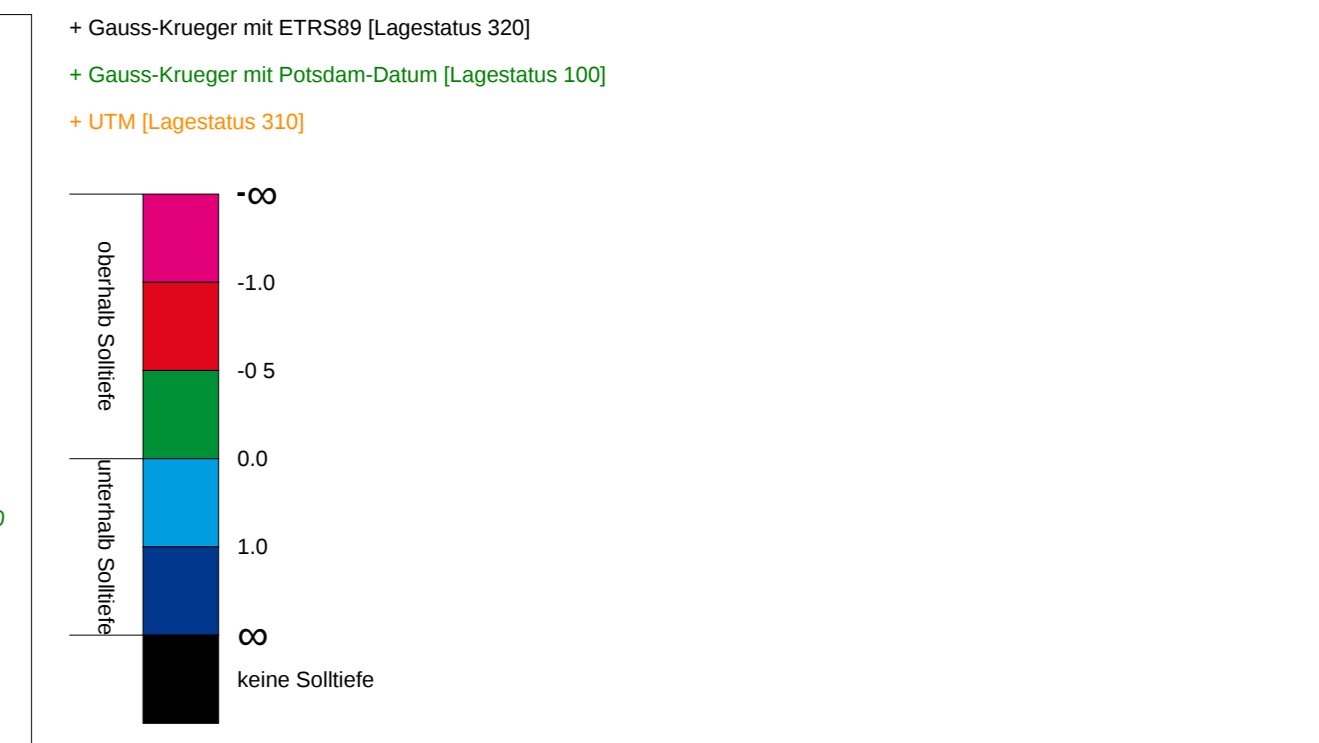 + Gauss-Krueger mit ETRS89 [Lagestatus 320]
+ Gauss-Krueger mit Potsdam-Datum [Lagestatus 100]
+ UTM [Lagestatus 310]
-∞
oberhalb Solltiefe
-1.0
-0 5
0.0
unterhalb Solltiefe
0
1.0
∞
keine Solltiefe